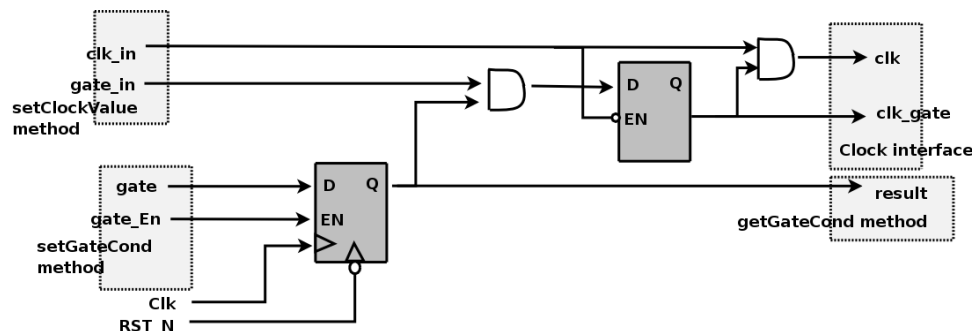 clk_in
gate_in
setClockValue
method
D
Q
EN
clk
clk_gate
Clock interface
gate
gate_En
setGateCond
method
D
Q
EN
result
getGateCond method
Clk
RST_N